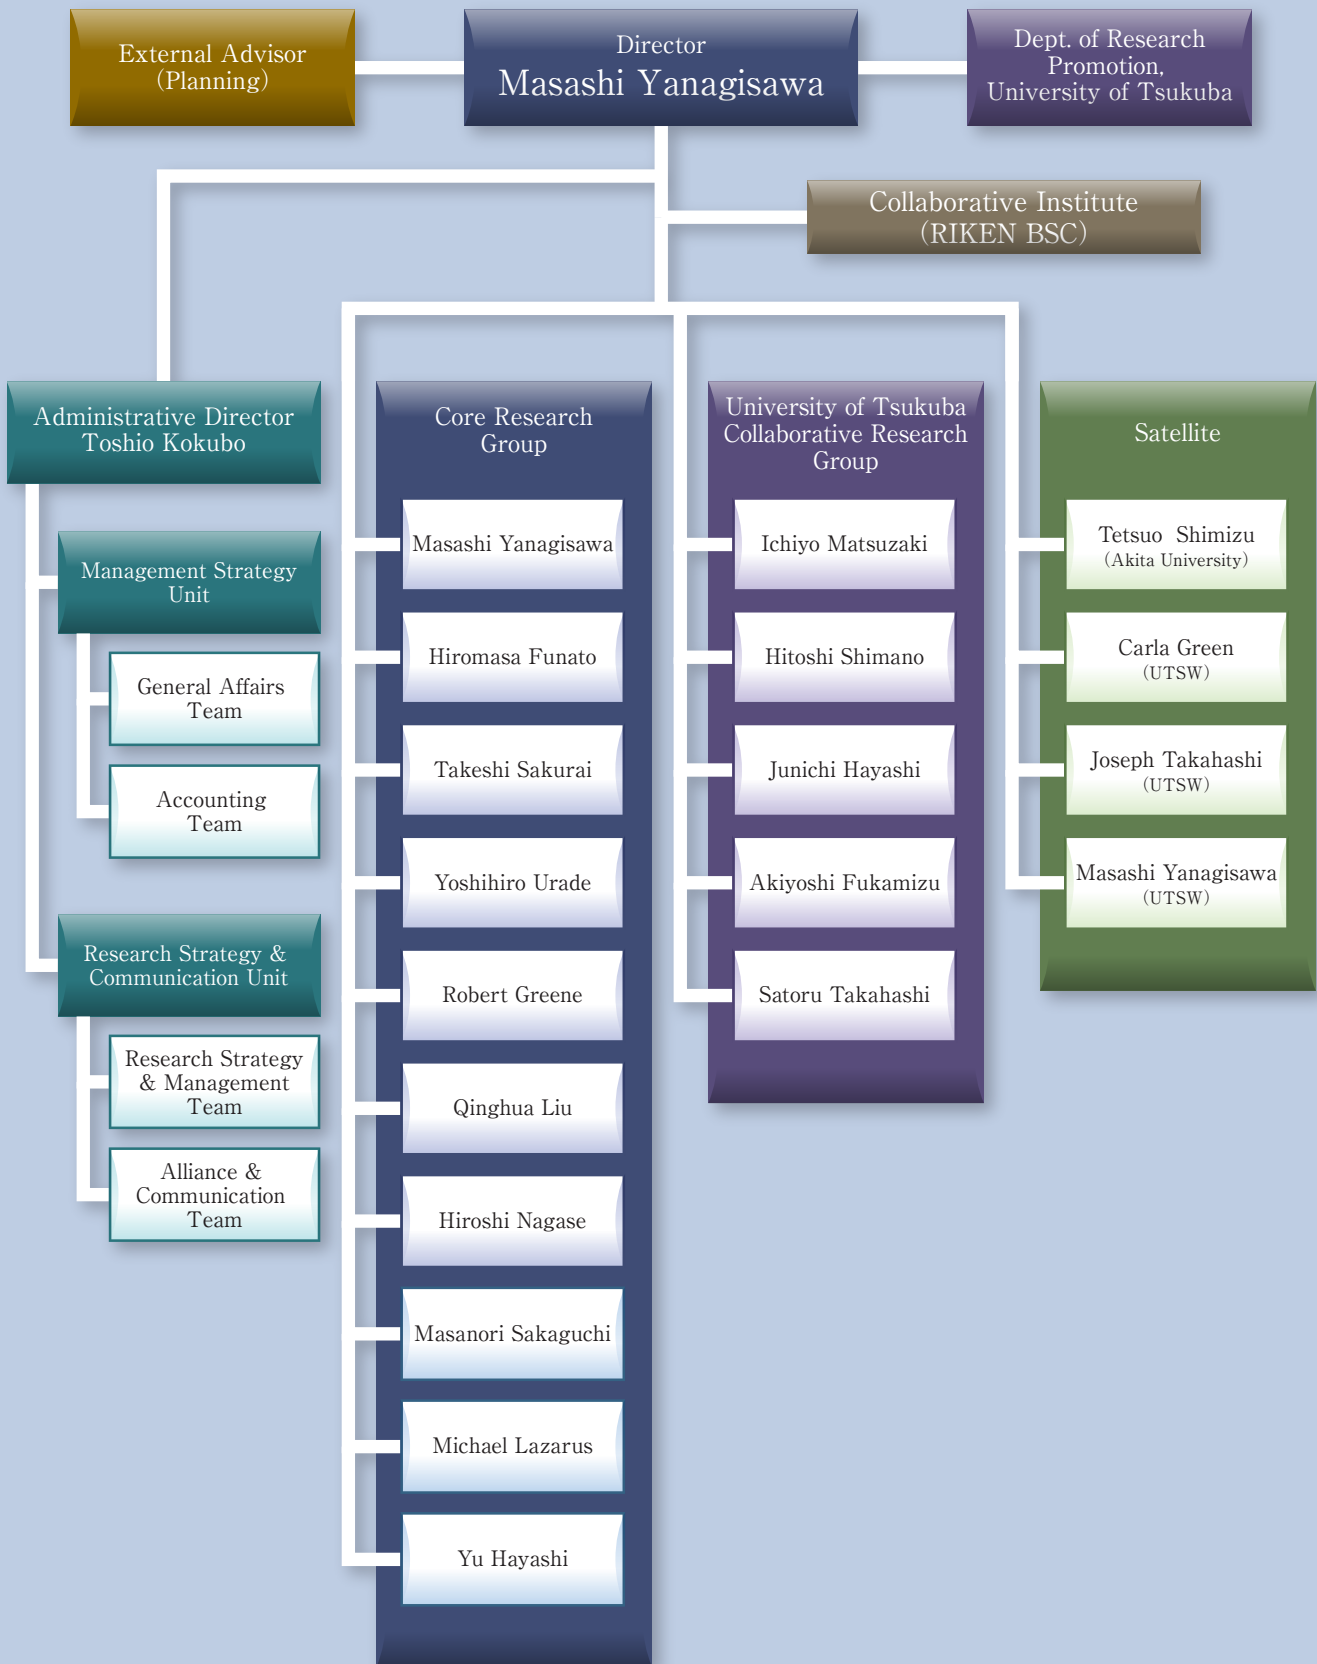 External Advisor
(Planning)
Director
Masashi Yanagisawa
Dept. of Research
Promotion,
University of Tsukuba
Collaborative Institute
(RIKEN BSC)
Administrative Director
Toshio Kokubo
Management Strategy
Unit
General Affairs
Team
Accounting
Team
Research Strategy &
Communication Unit
Research Strategy
& Management
Team
Alliance &
Communication
Team
Core Research
Group
Masashi Yanagisawa
Hiromasa Funato
Takeshi Sakurai
Yoshihiro Urade
Robert Greene
Qinghua Liu
Hiroshi Nagase
Masanori Sakaguchi
Michael Lazarus
Yu Hayashi
University of Tsukuba
Collaborative Research
Group
Ichiyo Matsuzaki
Hitoshi Shimano
Junichi Hayashi
Akiyoshi Fukamizu
Satoru Takahashi
Satellite
Tetsuo Shimizu
(Akita University)
Carla Green
(UTSW)
Joseph Takahashi
(UTSW)
Masashi Yanagisawa
(UTSW)